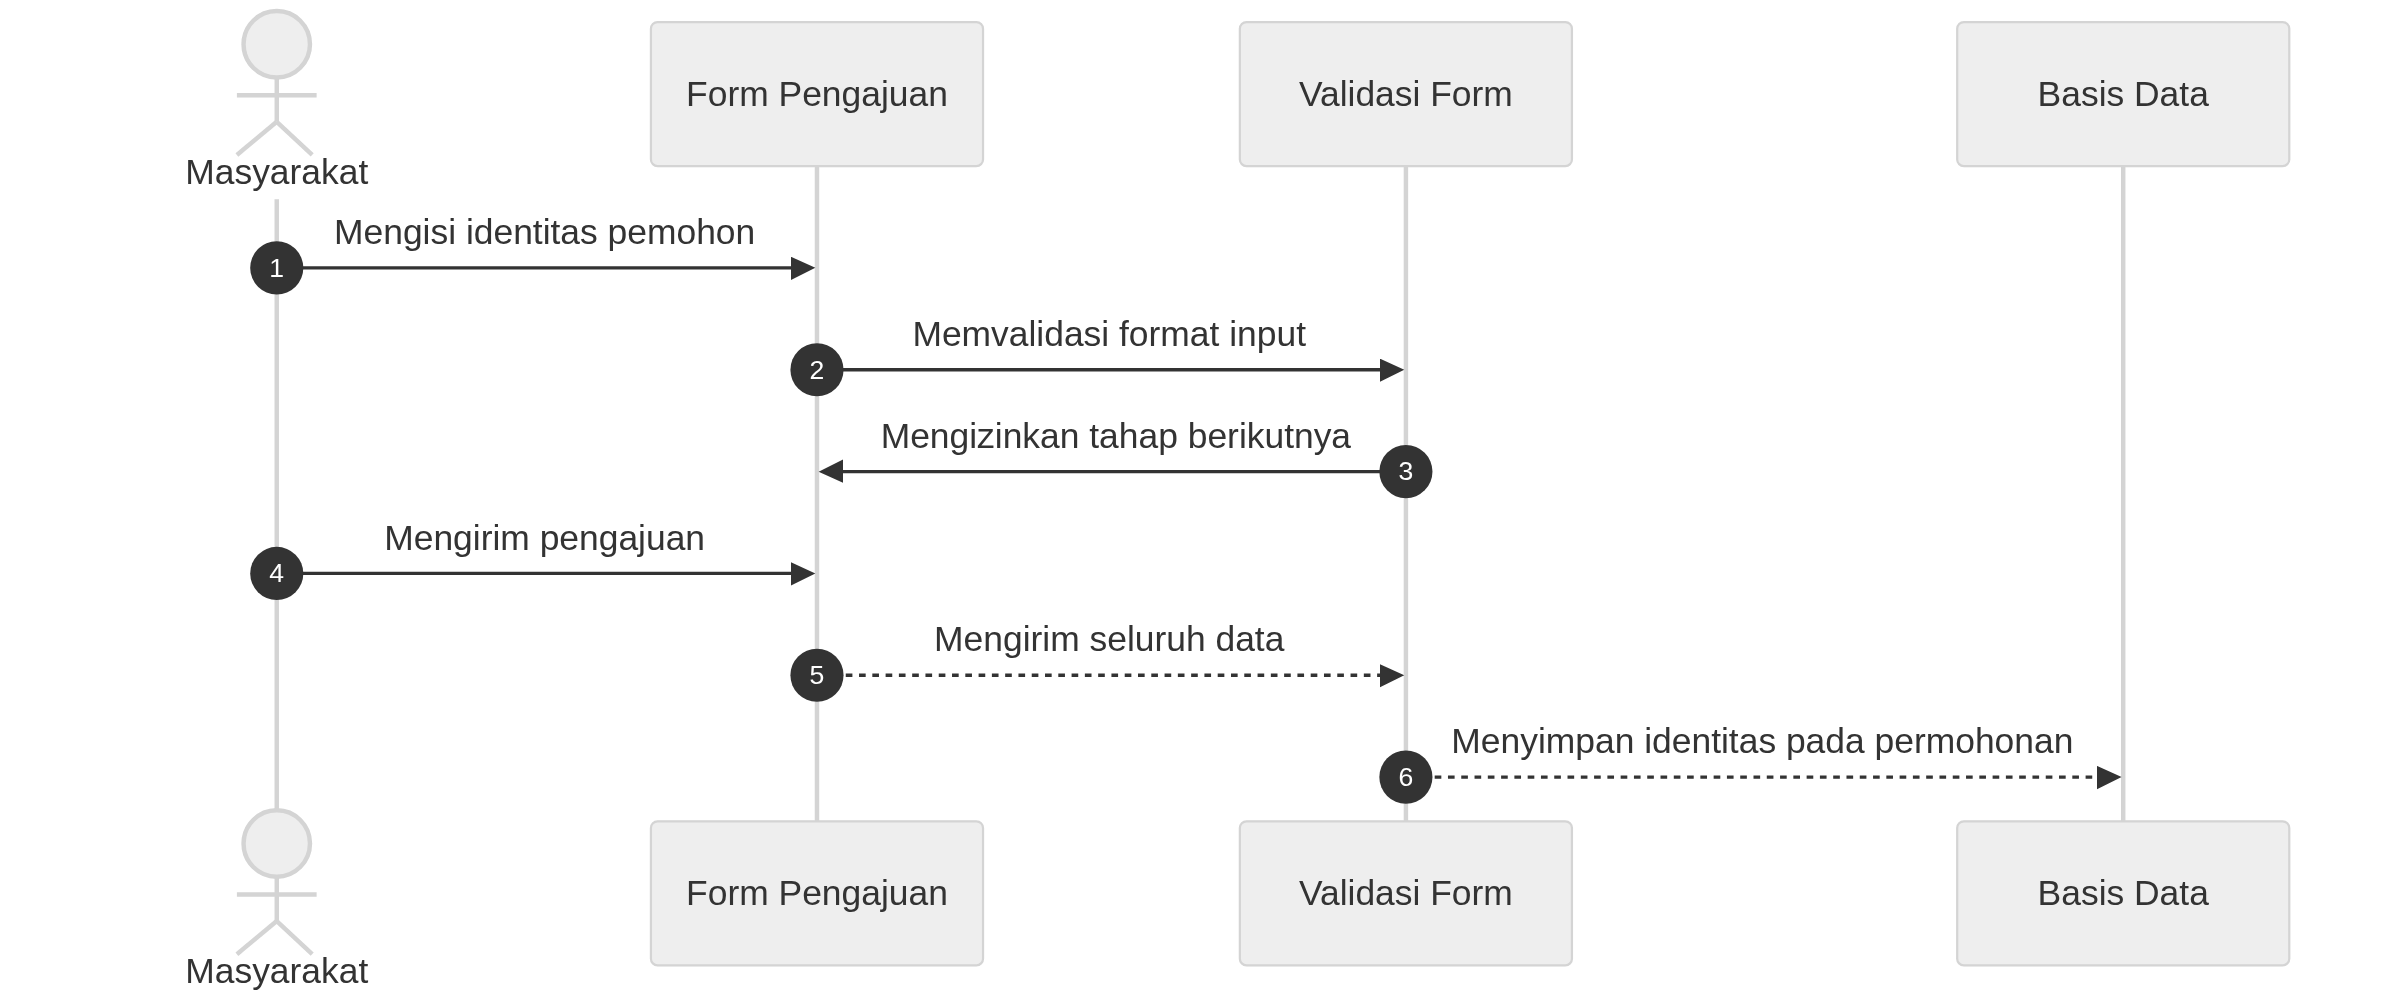 Form Pengajuan
Validasi Form
Basis Data
Masyarakat
Mengisi identitas pemohon
1
Memvalidasi format input
2
Mengizinkan tahap berikutnya
3
Mengirim pengajuan
4
Mengirim seluruh data
5
Menyimpan identitas pada permohonan
6
Form Pengajuan
Validasi Form
Basis Data
Masyarakat